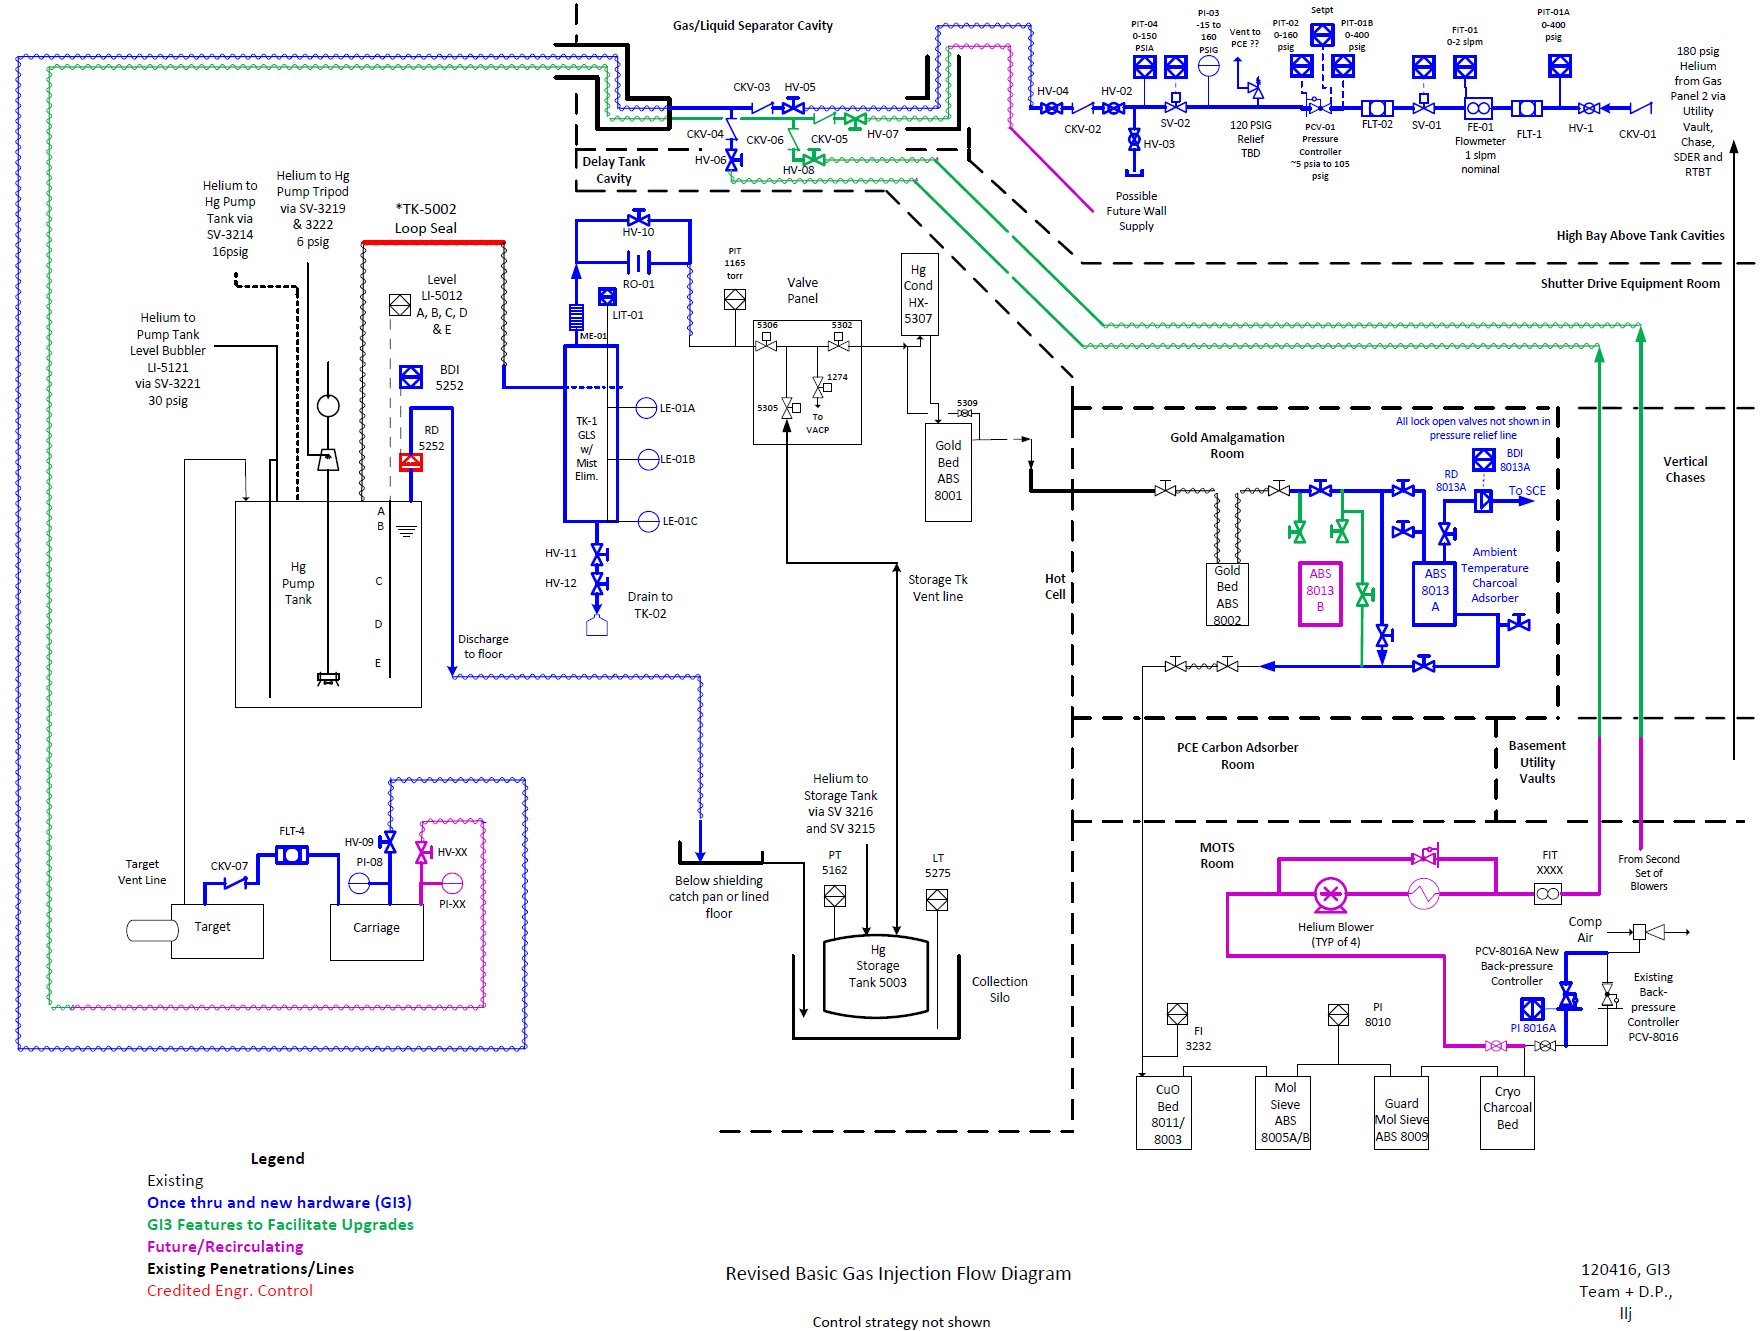 Gas/Liquid Separator Cavity
PIT-04
0-150
PSIA
PI-03
-15 to
160
PSIG
Vent to
PCE ??
Setpt
PIT-02
0-160
psig
PIT-01B
0-400
psig
FIT-01
0-2 slpm
PIT-01A
0-400
psig
180 psig
Helium
from Gas
Panel 2 via
Utility
Vault,
Chase,
SDER and
RTBT
CKV-03
HV-05
CKV-04
CKV-06
CKV-05
HV-07
HV-06
HV-08
HV-04
HV-02
CKV-02
HV-03
SV-02
120 PSIG
Relief
TBD
PCV-01
Pressure
Controller
~5 psia to 105
psig
FLT-02
SV-01
FE-01
Flowmeter
1 slpm
nominal
FLT-1
HV-1
CKV-01
Delay Tank
Cavity
Possible
Future Wall
Supply
High Bay Above Tank Cavities
Shutter Drive Equipment Room
Helium to
Hg Pump
Tank via
SV-3214
16psig
Helium to Hg
Pump Tripod
via SV-3219
& 3222
6 psig
*TK-5002
Loop Seal
Level
LI-5012
A, B, C, D
& E
Helium to
Pump Tank
Level Bubbler
LI-5121
via SV-3221
30 psig
BDI
5252
RD
5252
HV-10
RO-01
LIT-01
ME-01
PIT
1165
torr
Valve
Panel
5306
5302
1274
5305
To
VACP
Hg
Cond
HX-
5307
5309
TK-1
GLS
w/
Mist
Elim.
LE-01A
LE-01B
LE-01C
Gold
Bed
ABS
8001
HV-11
HV-12
Drain to
TK-02
Storage Tk
Vent line
Hot
Cell
A
B
C
D
E
Hg
Pump
Tank
Discharge
to floor
Gold Amalgamation
Room
All lock open valves not shown in
pressure relief line
BDI
8013A
RD
8013A
To SCE
Vertical
Chases
Gold
Bed
ABS
8002
ABS
8013
B
ABS
8013
A
Ambient
Temperature
Charcoal
Adsorber
PCE Carbon Adsorber
Room
Basement
Utility
Vaults
Helium to
Storage Tank
via SV 3216
and SV 3215
PT
5162
LT
5275
Below shielding
catch pan or lined
floor
Hg
Storage
Tank 5003
Collection
Silo
FLT-4
HV-09
HV-XX
CKV-07
PI-08
PI-XX
Target
Vent Line
Target
Carriage
MOTS
Room
FIT
XXXX
From Second
Set of
Blowers
Helium Blower
(TYP of 4)
Comp
Air
PCV-8016A New
Back-pressure
Controller
PI 8016A
Existing
Back-
pressure
Controller
PCV-8016
FI
3232
PI
8010
CuO
Bed
8011/
8003
Mol
Sieve
ABS
8005A/B
Guard
Mol Sieve
ABS 8009
Cryo
Charcoal
Bed
Legend
Existing
Once thru and new hardware (GI3)
GI3 Features to Facilitate Upgrades
Future/Recirculating
Existing Penetrations/Lines
Credited Engr. Control
Revised Basic Gas Injection Flow Diagram
Control strategy not shown
120416, GI3
Team + D.P.,
llj